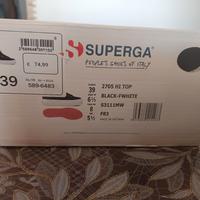 SUPERGA®
PEOPLE'S SHOES OF ITALY
€ 74,99
39
589-6483
39
6½
8
5½
2705 HI TOP
BLACK-FWHITE
S3111MW
F83